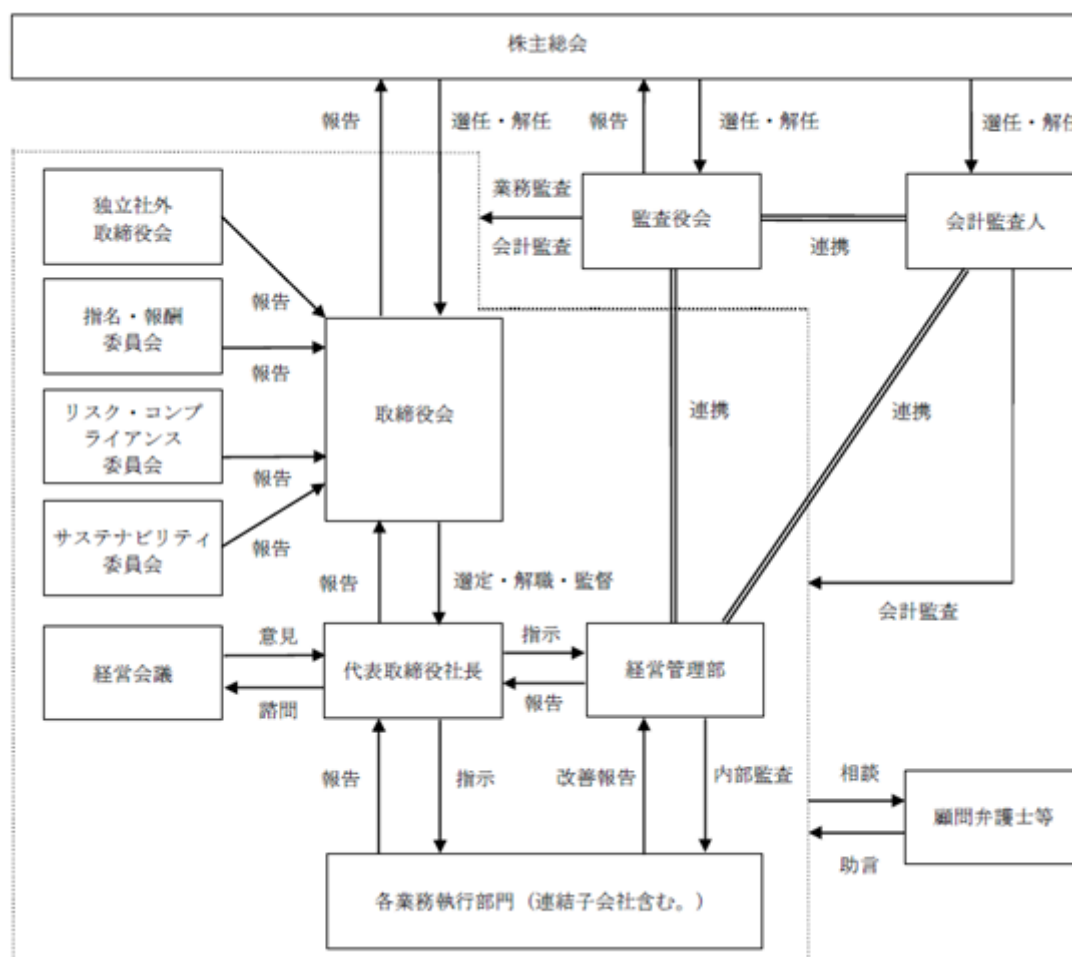 株主総会
報告
選任・解任
報告
選任・解任
選任・解任
独立社外
取締役会
業務監査
会計監査
監査役会
連携
会計監査人
報告
指名・報酬
委員会
報告
取締役会
リスク・コンプ
ライアンス
委員会
報告
連携
連携
サステナビリティ
委員会
報告
報告
選定・解職・監督
会計監査
経営会議
意見
諮問
代表取締役社長
指示
報告
経営管理部
報告
指示
改善報告
内部監査
相談
助言
顧問弁護士等
各業務執行部門(連結子会社含む。)